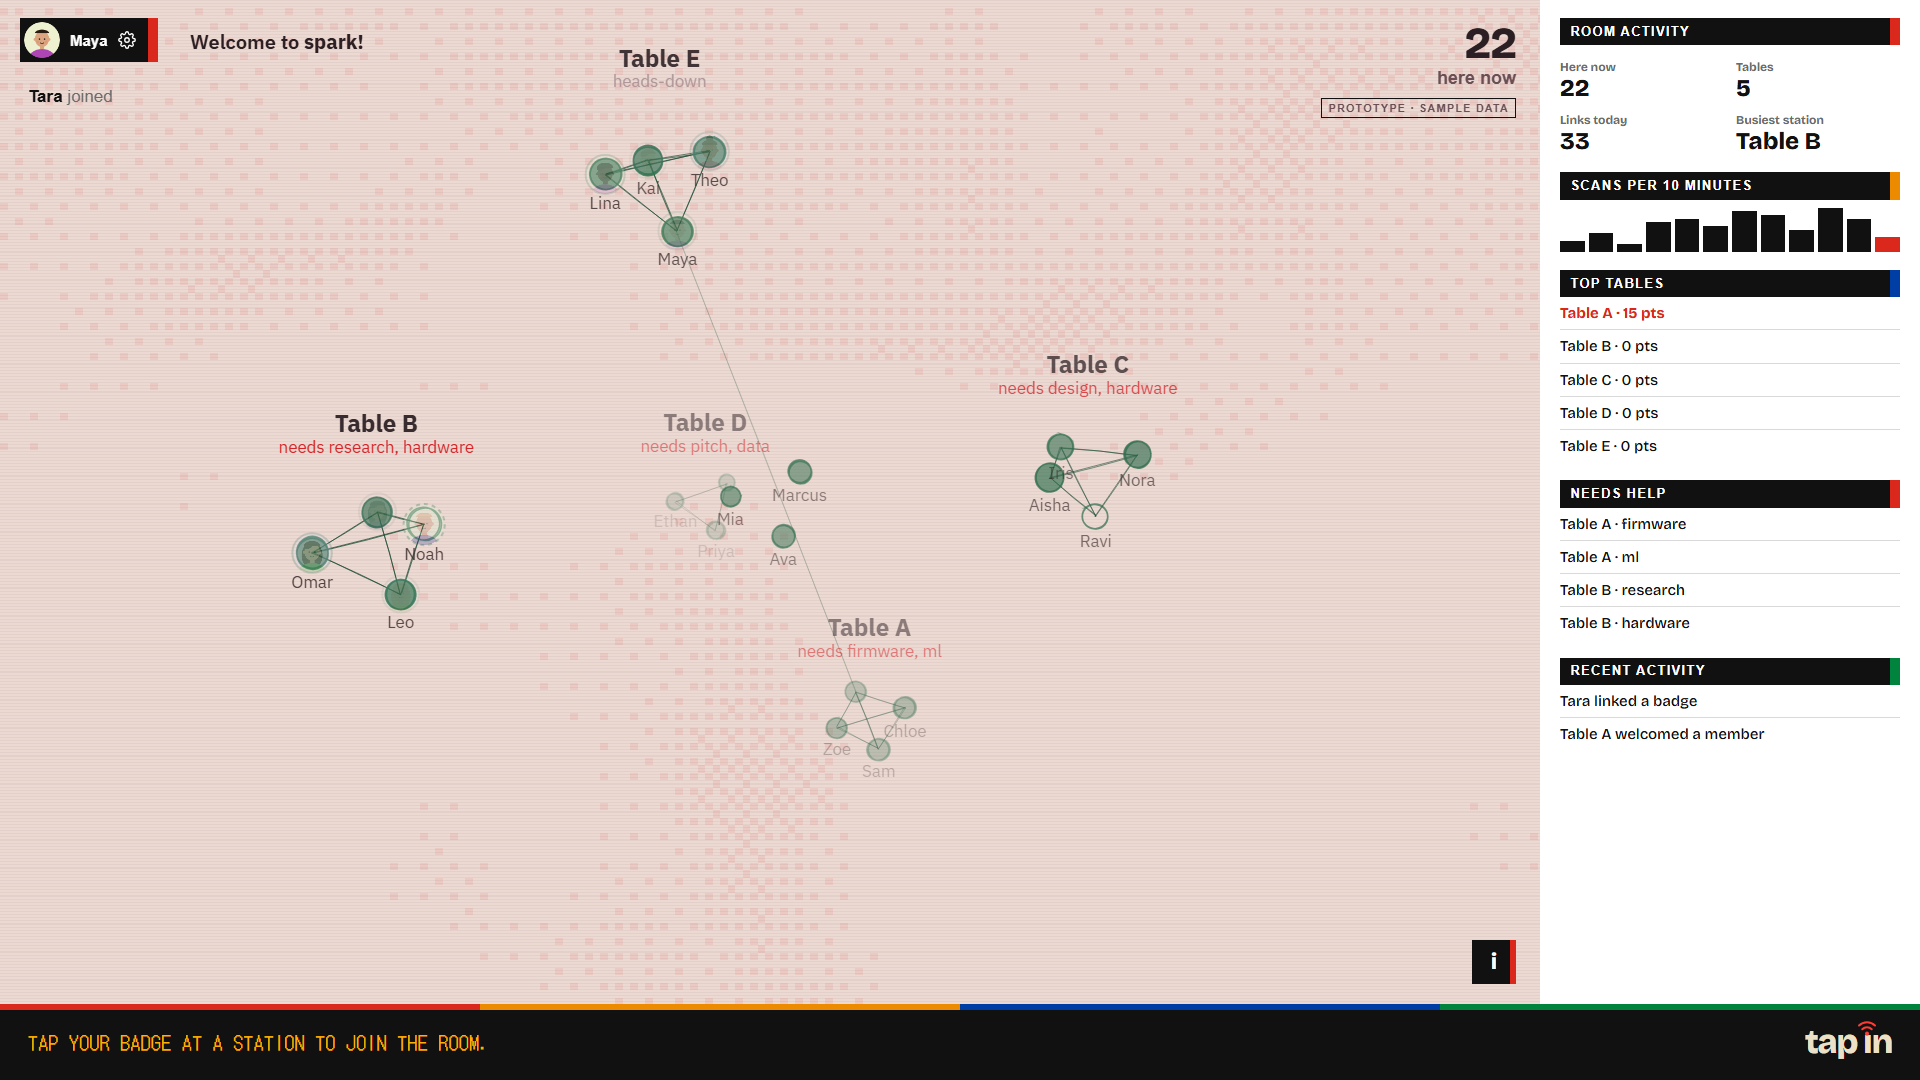 Maya
Welcome to spark!
Tara joined
22
here now
PROTOTYPE · SAMPLE DATA
Table E
heads-down
Lina
Kai
Theo
Maya
Table C
needs design, hardware
Iris
Nora
Aisha
Ravi
Table B
needs research, hardware
Noah
Omar
Leo
Table D
needs pitch, data
Marcus
Ethan
Mia
Priya
Ava
Table A
needs firmware, ml
Chloe
Zoe
Sam
i
ROOM ACTIVITY
Here now
22
Tables
5
Links today
33
Busiest station
Table B
SCANS PER 10 MINUTES
TOP TABLES
Table A · 15 pts
Table B · 0 pts
Table C · 0 pts
Table D · 0 pts
Table E · 0 pts
NEEDS HELP
Table A · firmware
Table A · ml
Table B · research
Table B · hardware
RECENT ACTIVITY
Tara linked a badge
Table A welcomed a member
TAP YOUR BADGE AT A STATION TO JOIN THE ROOM.
tap in